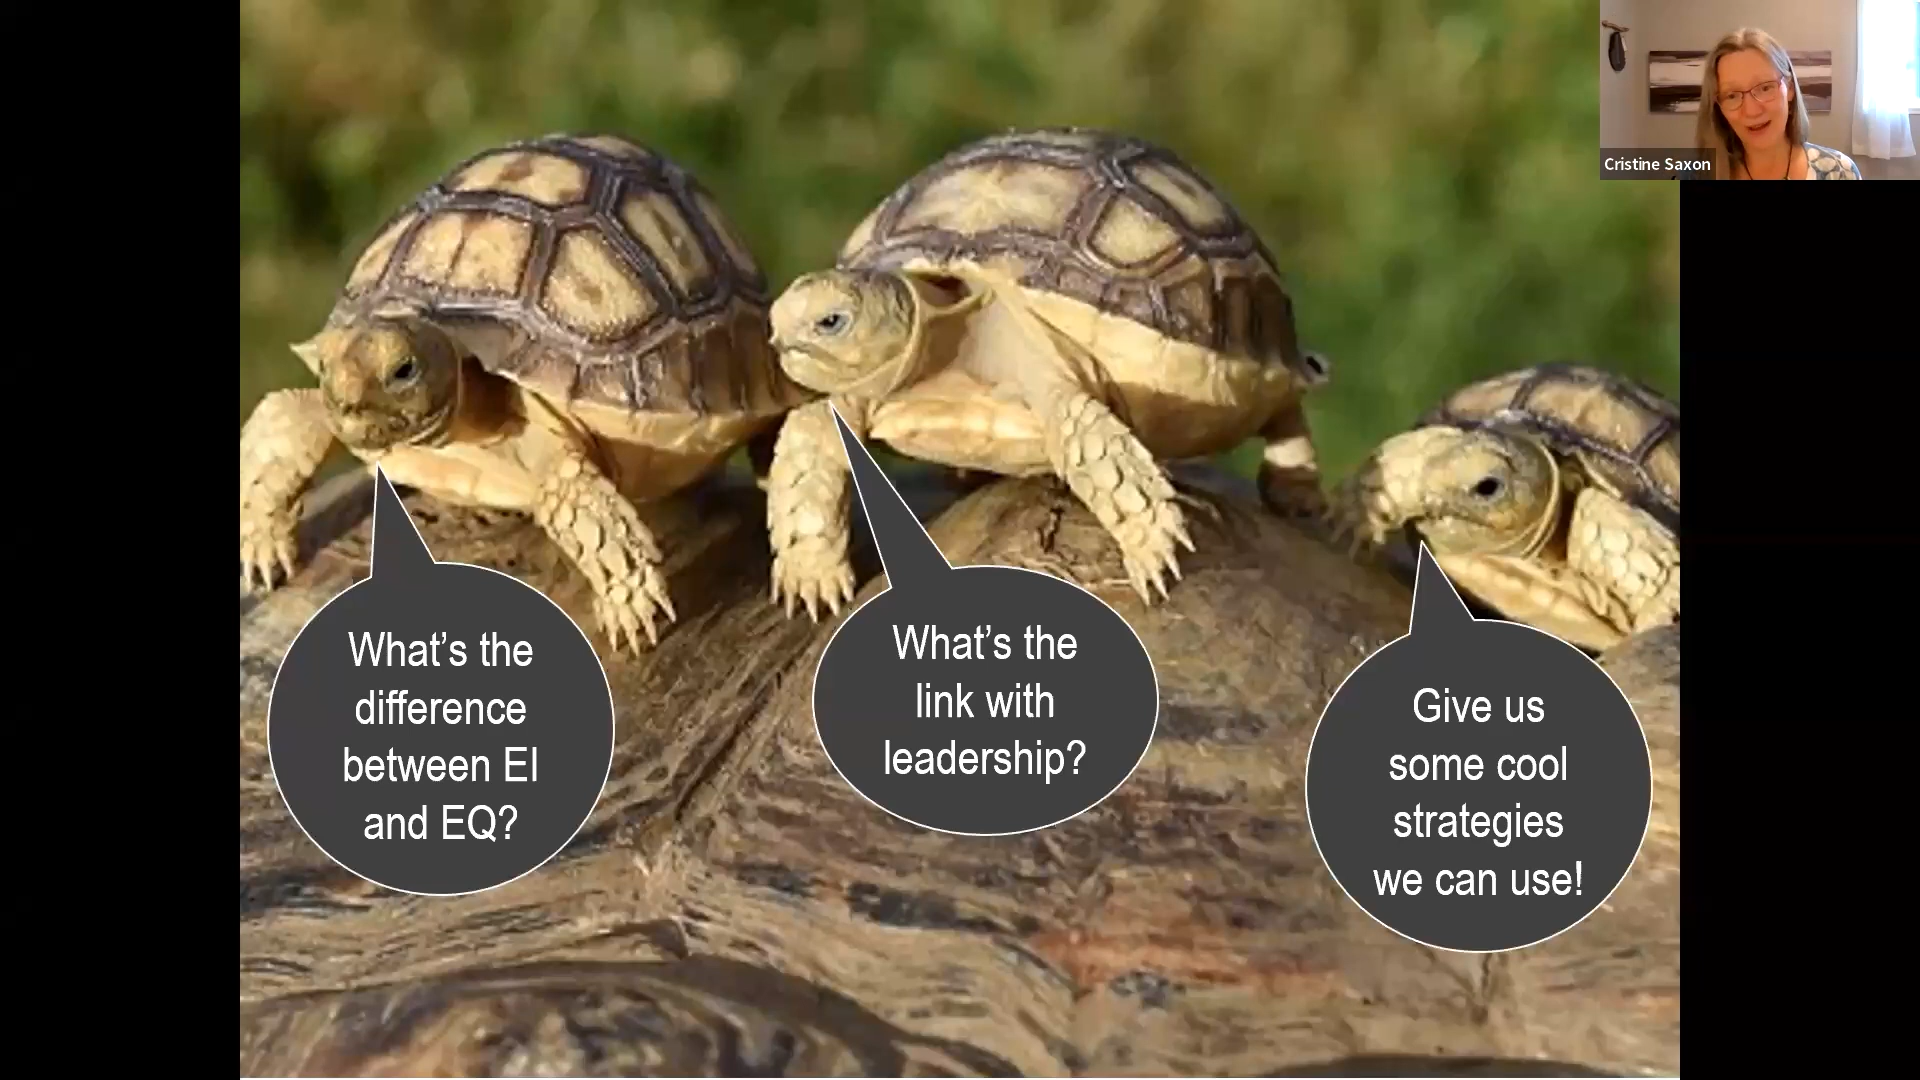 Cristine Saxon
What's the
difference
between EI
and EQ?
What's the
link with
leadership?
Give us
some cool
strategies
we can use!